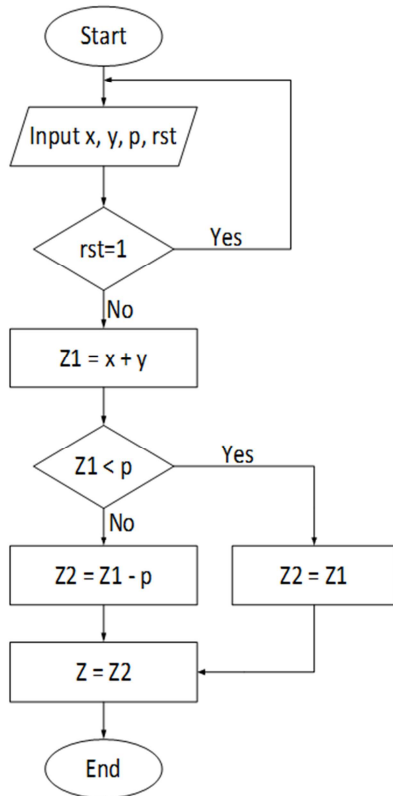 Start
Input x, y, p, rst
rst=1
Yes
No
Z1 = x + y
Z1 < p
Yes
No
Z2 = Z1 - p
Z2 = Z1
Z = Z2
End